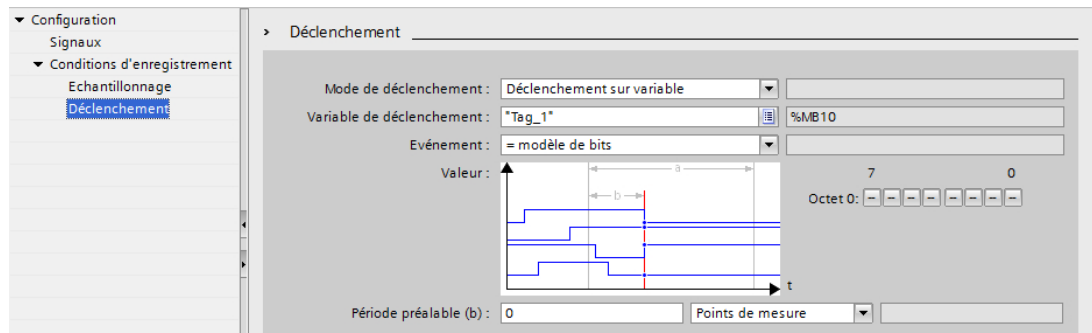 Configuration
Signaux
Conditions d'enregistrement
Echantillonnage
Déclenchement
> Déclenchement
Mode de déclenchement : Déclenchement sur variable
Variable de déclenchement : "Tag_1" %MB10
Evénement : = modèle de bits
Valeur : a 7 0
b Octet 0: - - - - - - - -
t
Période préalable (b) : 0 Points de mesure